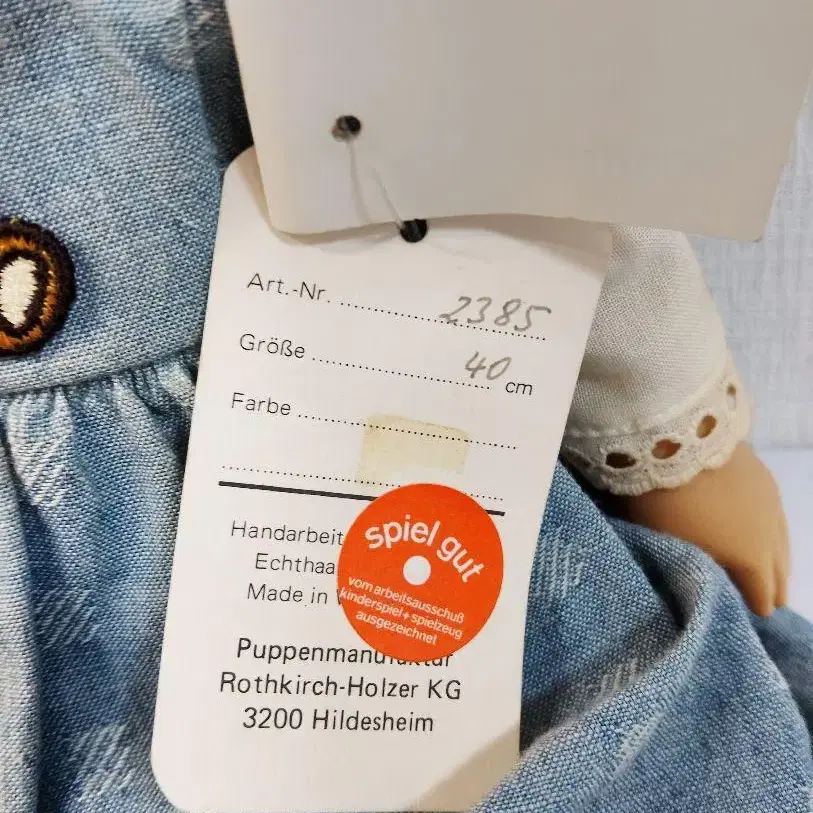 Art.-Nr. 2385
Größe 40 cm
Farbe
Handarbeit
Made in
spiel gut
vom arbeitsausschuß
kinderspiel+spielzeug
ausgezeichnet
Puppenmanufaktur
Rothkirch-Holzer KG
3200 Hildesheim